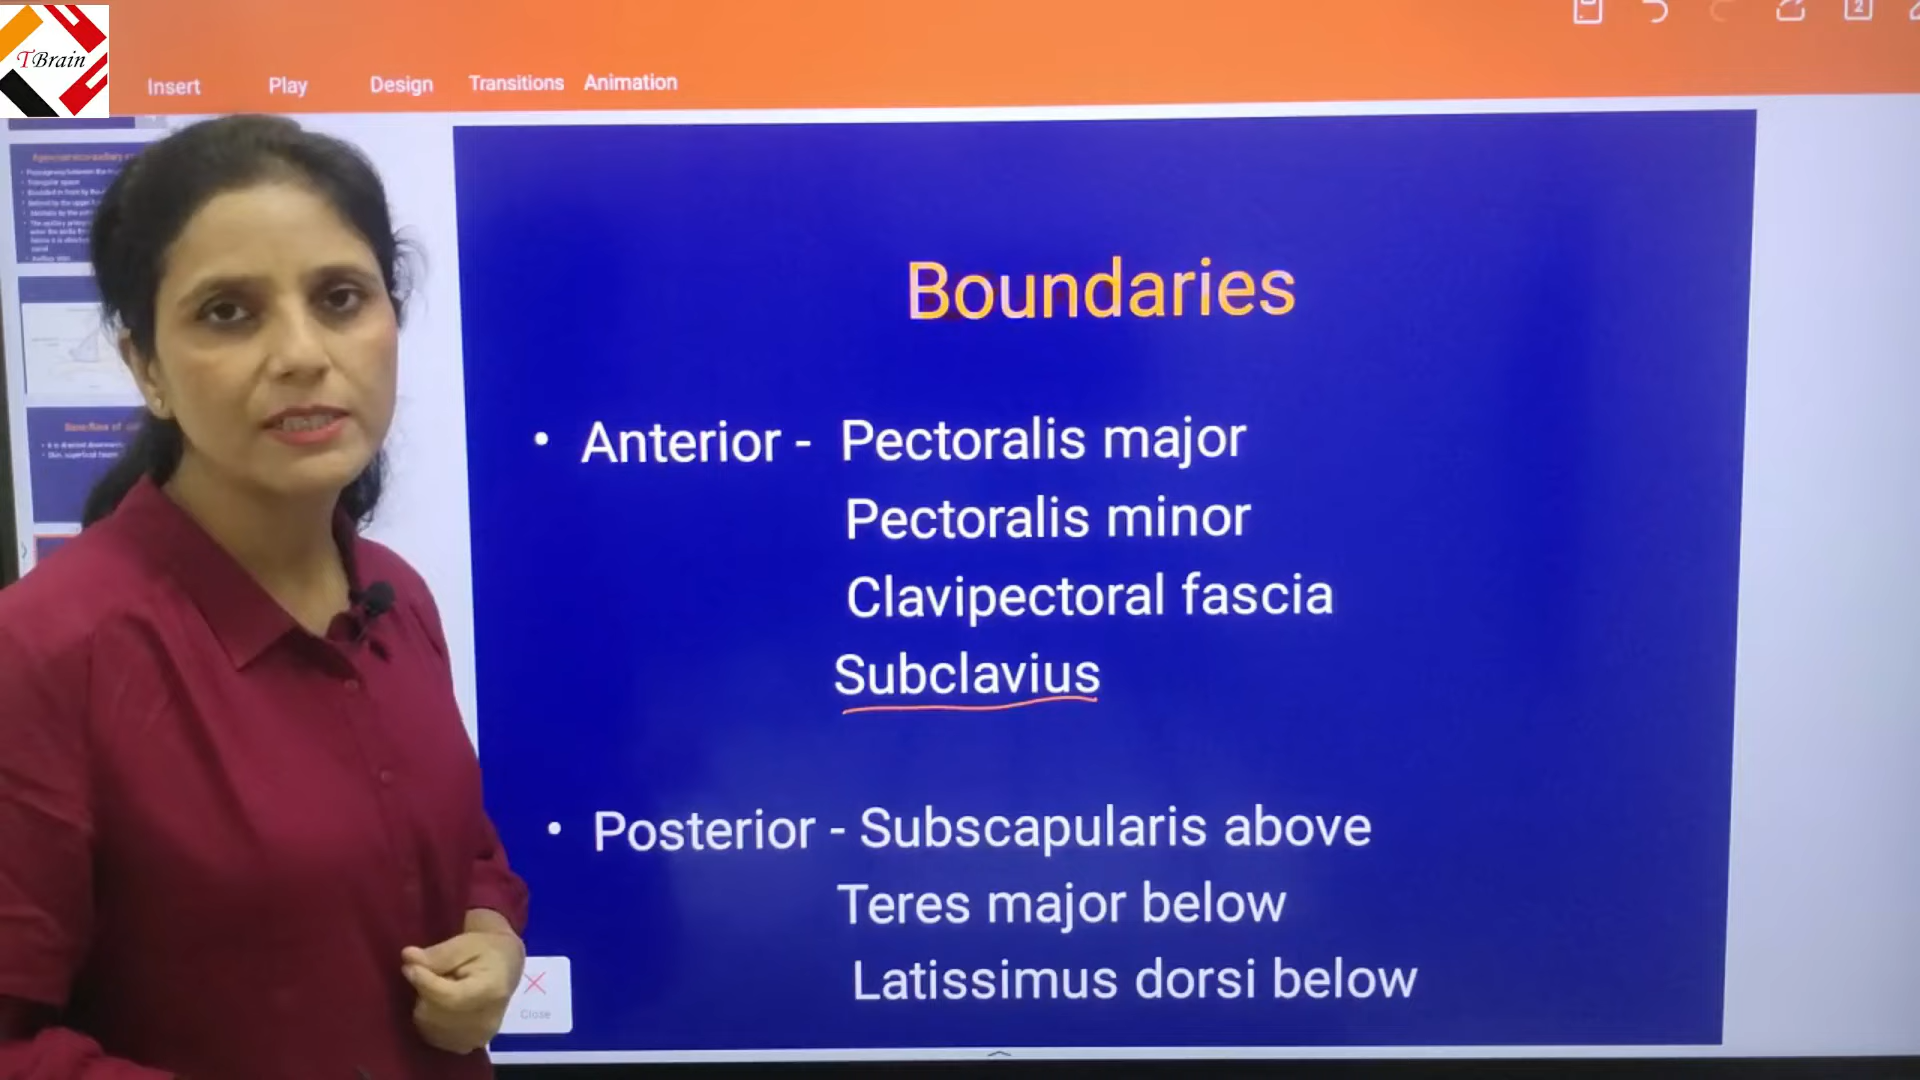 TBrain
2
Insert Play Design Transitions Animation
Boundaries
• Anterior - Pectoralis major
Pectoralis minor
Clavipectoral fascia
Subclavius
• Posterior - Subscapularis above
Teres major below
Latissimus dorsi below
Close